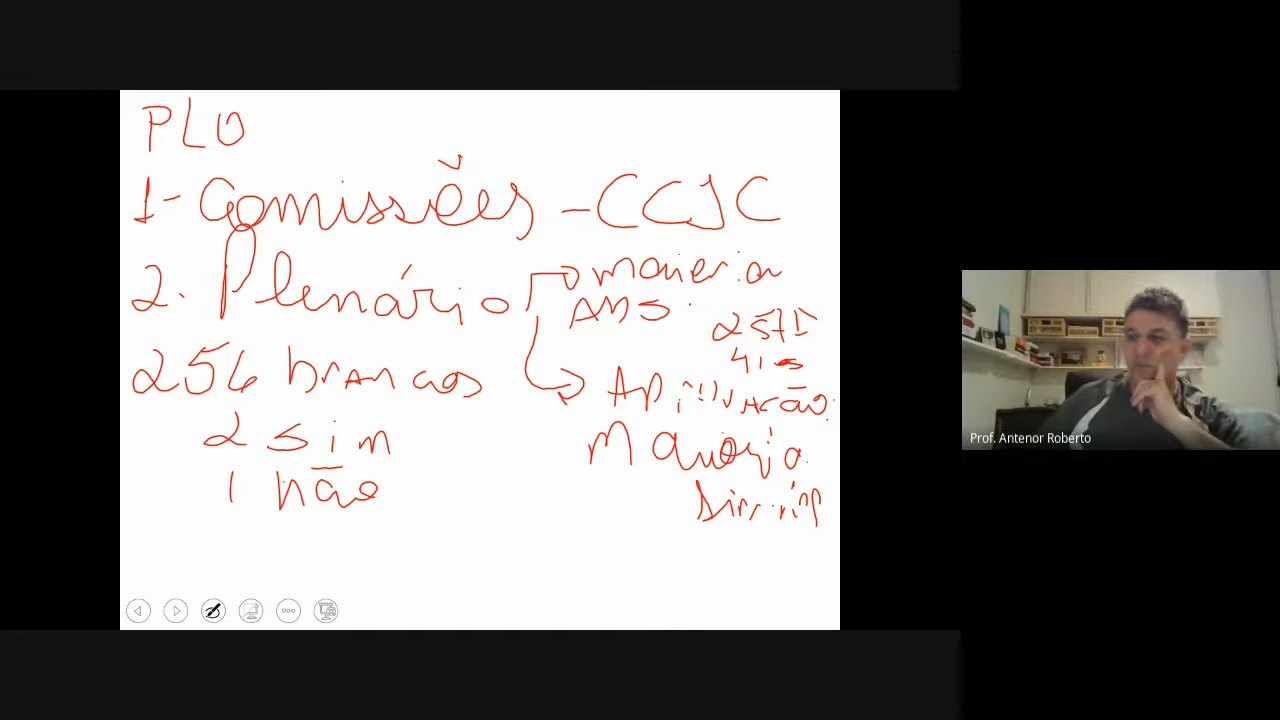 PLO
1- Comissões - CCJC
2. Plenário
maioria
ABS.
257
41
256 brancos
Aprovação
2 sim
Maioria
1 não
Prof. Antenor Roberto